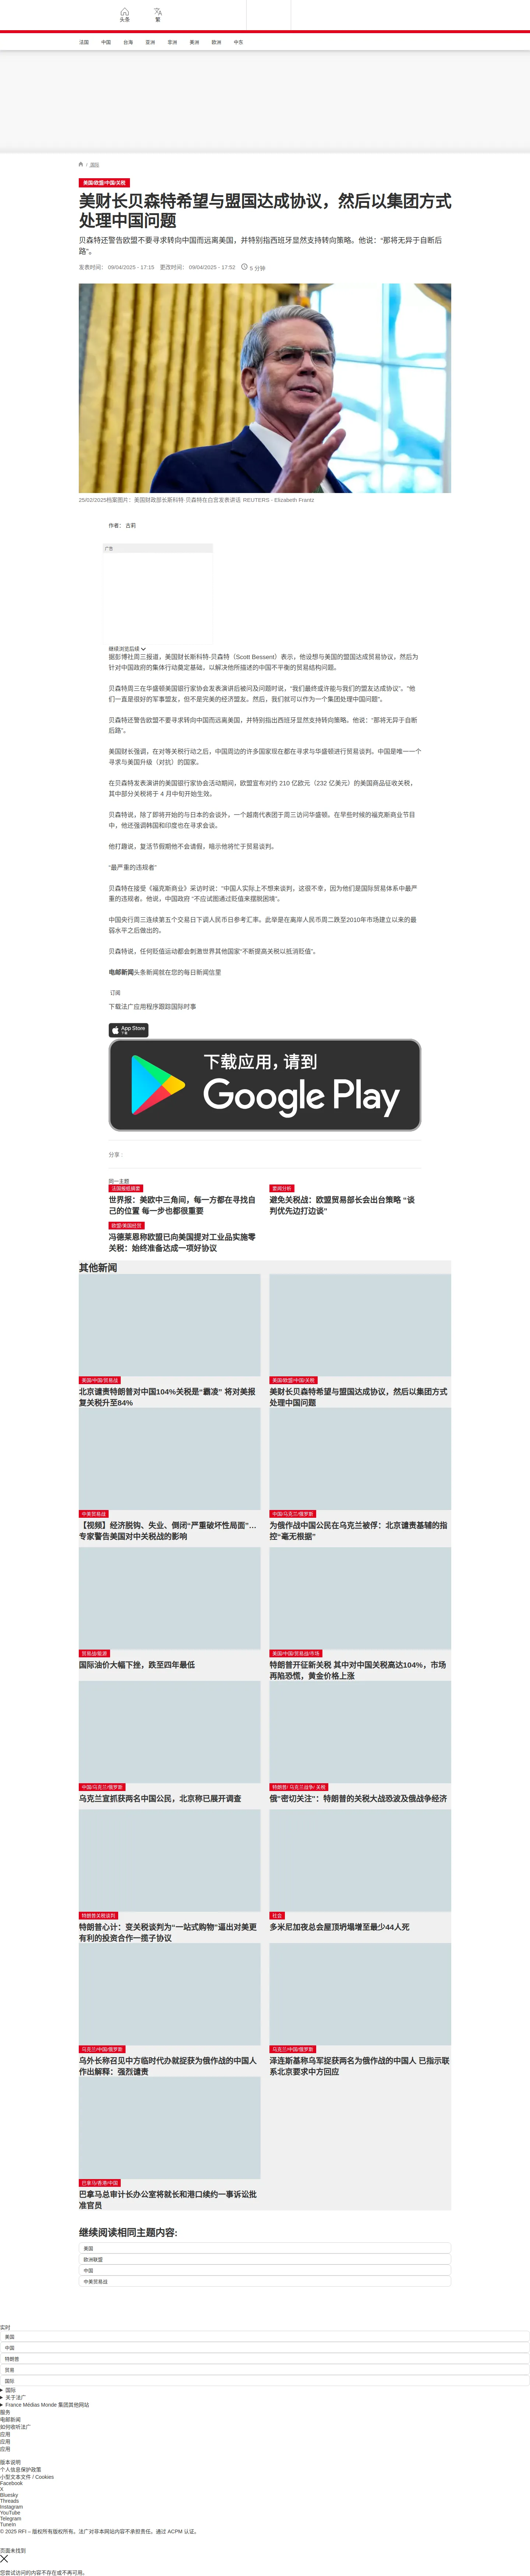 头条
繁
法国
中国
台海
亚洲
非洲
美洲
欧洲
中东
/ 国际
美国/欧盟/中国/关税
美财长贝森特希望与盟国达成协议，然后以集团方式
处理中国问题
贝森特还警告欧盟不要寻求转向中国而远离美国，并特别指西班牙显然支持转向策略。他说：“那将无异于自断后
路”。
发表时间： 09/04/2025 - 17:15 更改时间： 09/04/2025 - 17:52 5 分钟
25/02/2025档案图片：美国财政部长斯科特·贝森特在白宫发表讲话. REUTERS - Elizabeth Frantz
作者： 古莉
广告
继续浏览后续
据彭博社周三报道，美国财长斯科特-贝森特（Scott Bessent）表示，他设想与美国的盟国达成贸易协议，然后为
针对中国政府的集体行动奠定基础，以解决他所描述的中国不平衡的贸易结构问题。
贝森特周三在华盛顿美国银行家协会发表演讲后被问及问题时说，“我们最终或许能与我们的盟友达成协议”。“他
们一直是很好的军事盟友，但不是完美的经济盟友。然后，我们就可以作为一个集团处理中国问题”。
贝森特还警告欧盟不要寻求转向中国而远离美国，并特别指出西班牙显然支持转向策略。他说：“那将无异于自断
后路”。
美国财长强调，在对等关税行动之后，中国周边的许多国家现在都在寻求与华盛顿进行贸易谈判。中国是唯一一个
寻求与美国升级（对抗）的国家。
在贝森特发表演讲的美国银行家协会活动期间，欧盟宣布对约 210 亿欧元（232 亿美元）的美国商品征收关税，
其中部分关税将于 4 月中旬开始生效。
贝森特说，除了即将开始的与日本的会谈外，一个越南代表团于周三访问华盛顿。在早些时候的福克斯商业节目
中，他还强调韩国和印度也在寻求会谈。
他打趣说，复活节假期他不会请假，暗示他将忙于贸易谈判。
“最严重的违规者”
贝森特在接受《福克斯商业》采访时说：“中国人实际上不想来谈判，这很不幸，因为他们是国际贸易体系中最严
重的违规者。他说，中国政府 “不应试图通过贬值来摆脱困境”。
中国央行周三连续第五个交易日下调人民币日参考汇率。此举是在离岸人民币周二跌至2010年市场建立以来的最
弱水平之后做出的。
贝森特说，任何贬值运动都会刺激世界其他国家“不断提高关税以抵消贬值”。
电邮新闻头条新闻就在您的每日新闻信里
订阅
下载法广应用程序跟踪国际时事
App Store
下载应用，请到
Google Play
分享 :
同一主题
法国报纸摘要
世界报：美欧中三角间，每一方都在寻找自
己的位置 每一步也都很重要
要闻分析
避免关税战：欧盟贸易部长会出台策略 “谈
判优先边打边谈”
欧盟/美国经贸
冯德莱恩称欧盟已向美国提对工业品实施零
关税：始终准备达成一项好协议
其他新闻
美国/中国/贸易战
北京谴责特朗普对中国104%关税是“霸凌” 将对美报
复关税升至84%
美国/欧盟/中国/关税
美财长贝森特希望与盟国达成协议，然后以集团方式
处理中国问题
中美贸易战
【视频】经济脱钩、失业、倒闭“严重破坏性局面”…
专家警告美国对中关税战的影响
中国/乌克兰/俄罗斯
为俄作战中国公民在乌克兰被俘：北京谴责基辅的指
控“毫无根据”
贸易战/能源
国际油价大幅下挫，跌至四年最低
美国/中国/贸易战/市场
特朗普开征新关税 其中对中国关税高达104%，市场
再陷恐慌，黄金价格上涨
中国/乌克兰/俄罗斯
乌克兰宣抓获两名中国公民，北京称已展开调查
特朗普/ 乌克兰战争/ 关税
俄"密切关注"：特朗普的关税大战恐波及俄战争经济
特朗普关税谈判
特朗普心计：变关税谈判为"一站式购物"逼出对美更
有利的投资合作一揽子协议
社会
多米尼加夜总会屋顶坍塌增至最少44人死
乌克兰/中国/俄罗斯
乌外长称召见中方临时代办就捉获为俄作战的中国人
作出解释：强烈谴责
乌克兰/中国/俄罗斯
泽连斯基称乌军捉获两名为俄作战的中国人 已指示联
系北京要求中方回应
巴拿马/香港/中国
巴拿马总审计长办公室将就长和港口续约一事诉讼批
准官员
继续阅读相同主题内容:
美国
欧洲联盟
中国
中美贸易战
实时
美国
中国
特朗普
贸易
国际
国际
关于法广
France Médias Monde 集团其他网站
服务
电邮新闻
如何收听法广
应用
应用
应用
版本说明
个人信息保护政策
小型文本文件 / Cookies
Facebook
X
Bluesky
Threads
Instagram
YouTube
Telegram
TuneIn
© 2025 RFI – 版权所有版权所有。法广对非本网站内容不承担责任。通过 ACPM 认证。
页面未找到
您尝试访问的内容不存在或不再可用。